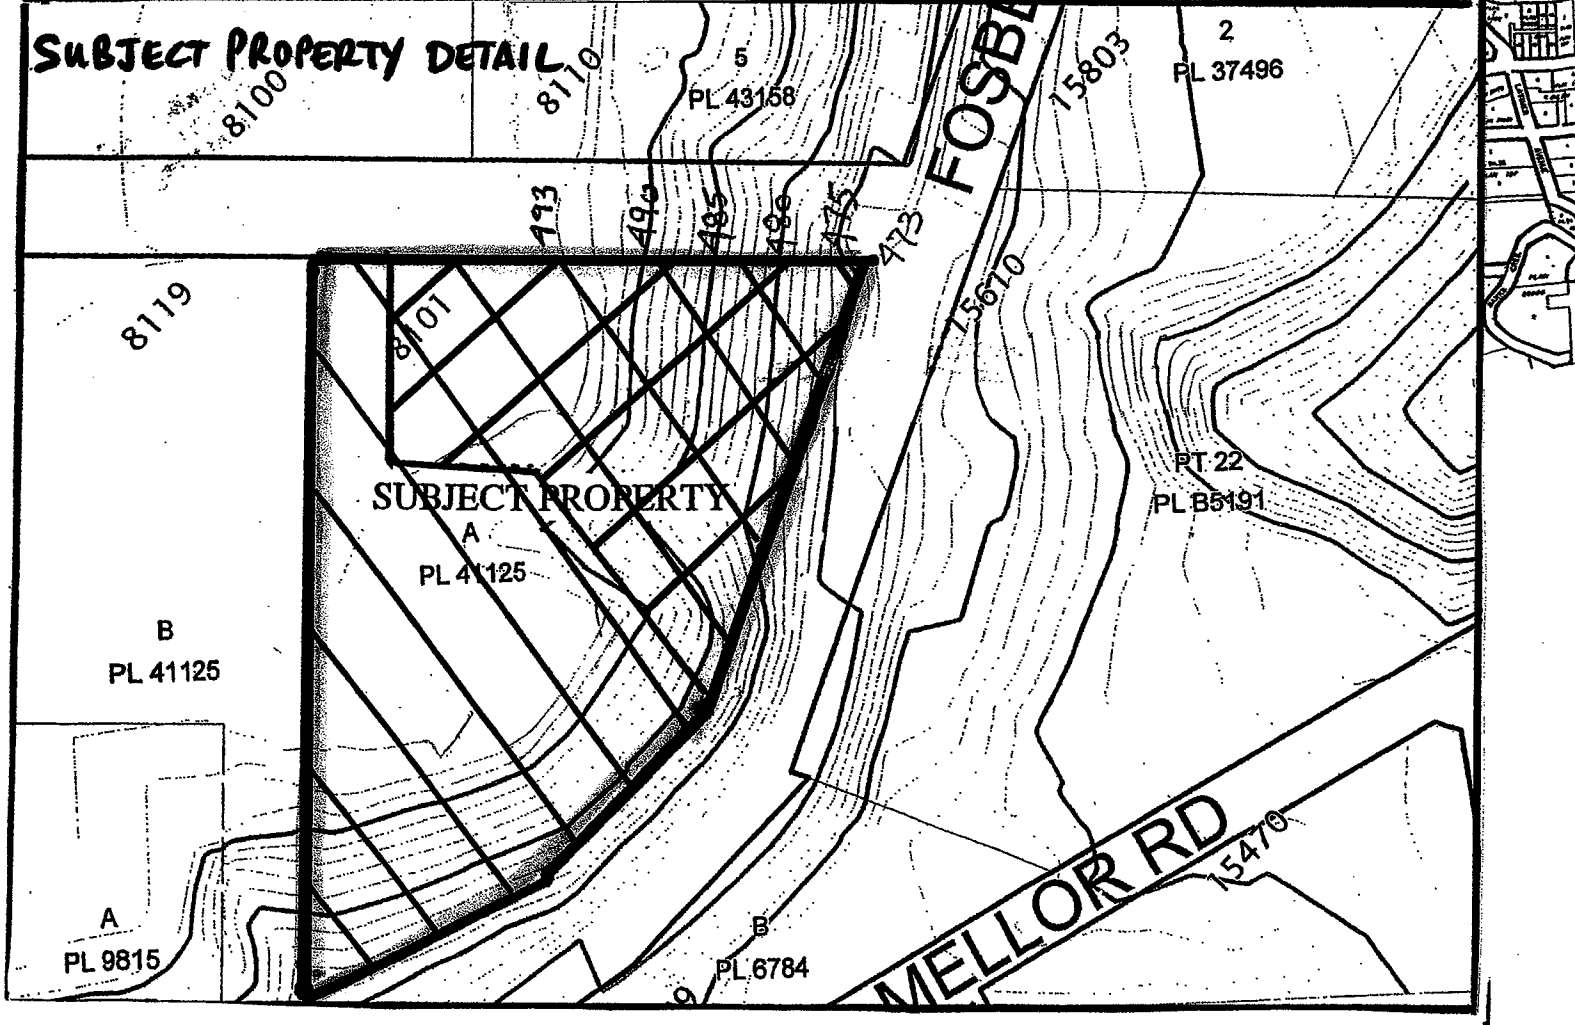 SUBJECT PROPERTY DETAIL
8100
8110
5
PL 43158
15803
2
PL 37496
493
490
485
480
475
473
15610
8119
8101
SUBJECT PROPERTY
A
PL 41125
PT 22
PL B5191
B
PL 41125
MELLOR RD
15470
A
PL 9815
B
PL 6784